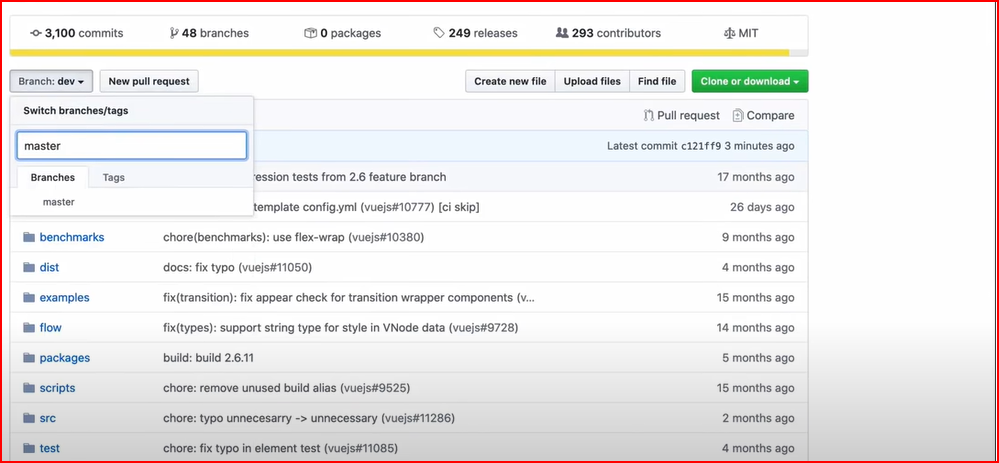 3,100 commits 48 branches 0 packages 249 releases 293 contributors MIT
Branch: dev New pull request Create new file Upload files Find file Clone or download
Switch branches/tags
Pull request Compare
master
Latest commit c121ff9 3 minutes ago
Branches Tags
ression tests from 2.6 feature branch 17 months ago
master
template config.yml (vuejs#10777) [ci skip] 26 days ago
benchmarks chore(benchmarks): use flex-wrap (vuejs#10380) 9 months ago
dist docs: fix typo (vuejs#11050) 4 months ago
examples fix(transition): fix appear check for transition wrapper components (v... 15 months ago
flow fix(types): support string type for style in VNode data (vuejs#9728) 14 months ago
packages build: build 2.6.11 5 months ago
scripts chore: remove unused build alias (vuejs#9525) 15 months ago
src chore: typo unnecesarry -> unnecessary (vuejs#11286) 2 months ago
test chore: fix typo in element test (vuejs#11085) 4 months ago